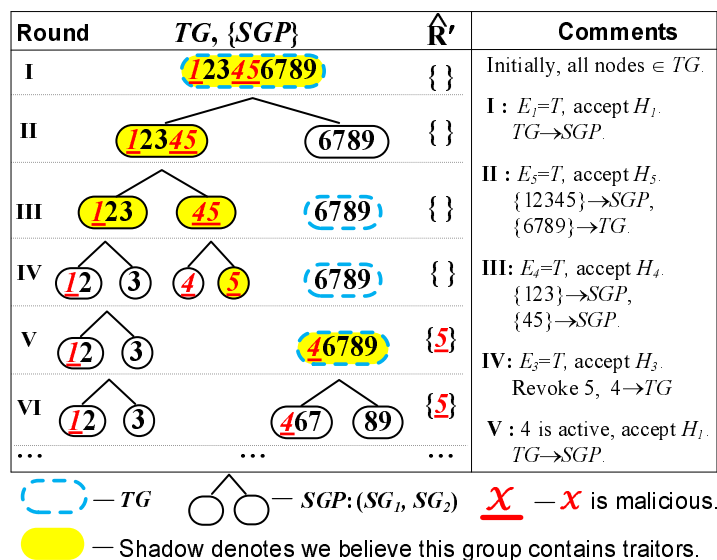 Round TG, {SGP} R̂′ Comments
I 123456789 { }
Initially, all nodes ∈ TG.
I : E₁=T, accept H₁.
TG→SGP.
II 12345 6789 { }
II : E₅=T, accept H₅.
{12345}→SGP,
{6789}→TG.
III 123 45 6789 { }
III: E₄=T, accept H₄.
{123}→SGP,
{45}→SGP.
IV 12 3 4 5 6789 { }
IV: E₃=T, accept H₃.
Revoke 5, 4→TG
V 12 3 46789 {5}
V : 4 is active, accept H₁.
TG→SGP.
VI 12 3 467 89 {5}
... ... ...
— TG — SGP: (SG₁, SG₂) X — X is malicious.
— Shadow denotes we believe this group contains traitors.